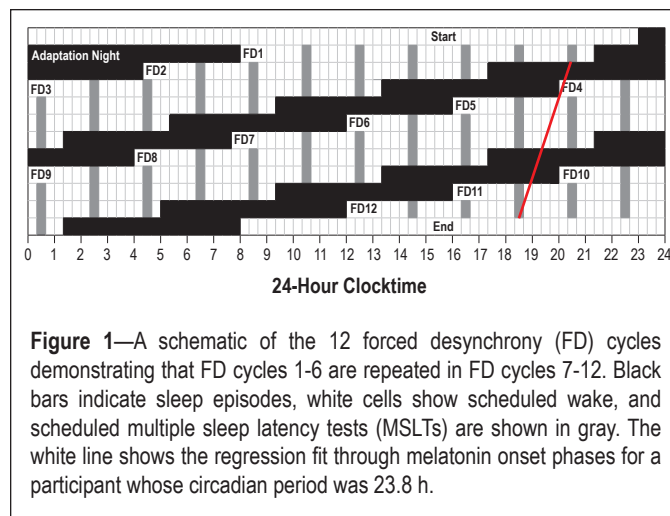 Start
Adaptation Night FD1
FD2
FD3 FD4
FD5
FD6
FD7
FD8
FD9 FD10
FD11
FD12
End
0 1 2 3 4 5 6 7 8 9 10 11 12 13 14 15 16 17 18 19 20 21 22 23 24
24-Hour Clocktime
Figure 1—A schematic of the 12 forced desynchrony (FD) cycles
demonstrating that FD cycles 1-6 are repeated in FD cycles 7-12. Black
bars indicate sleep episodes, white cells show scheduled wake, and
scheduled multiple sleep latency tests (MSLTs) are shown in gray. The
white line shows the regression fit through melatonin onset phases for a
participant whose circadian period was 23.8 h.